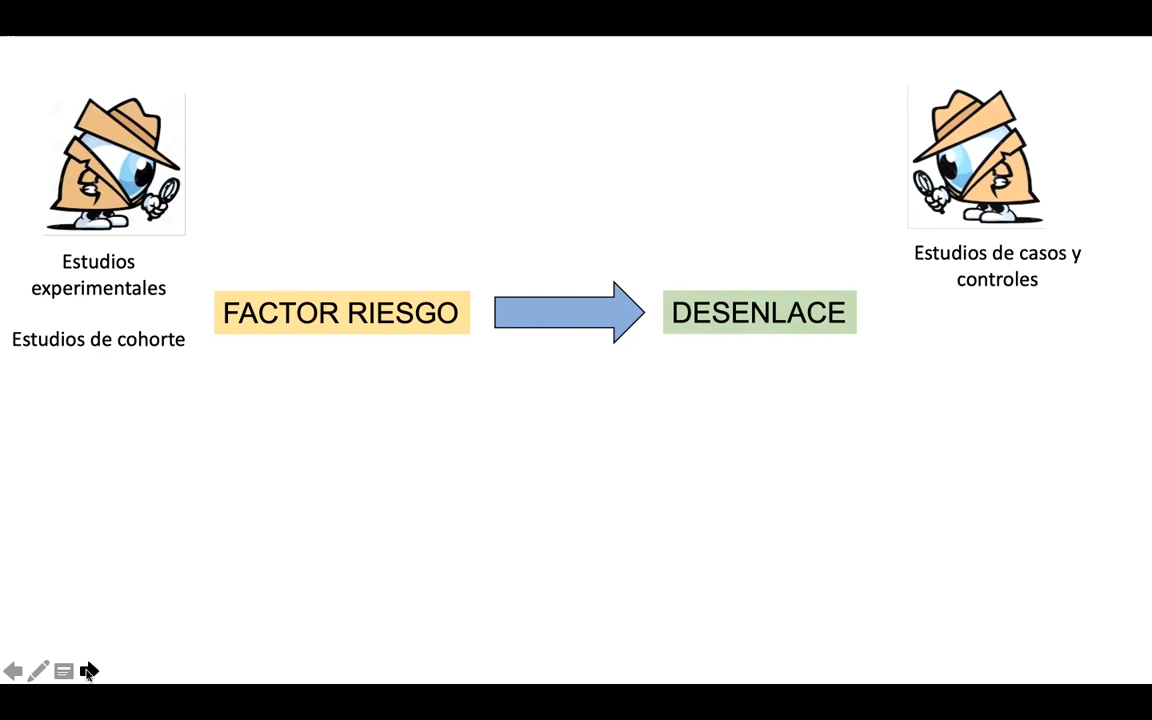 Estudios
experimentales
Estudios de cohorte
FACTOR RIESGO
DESENLACE
Estudios de casos y
controles